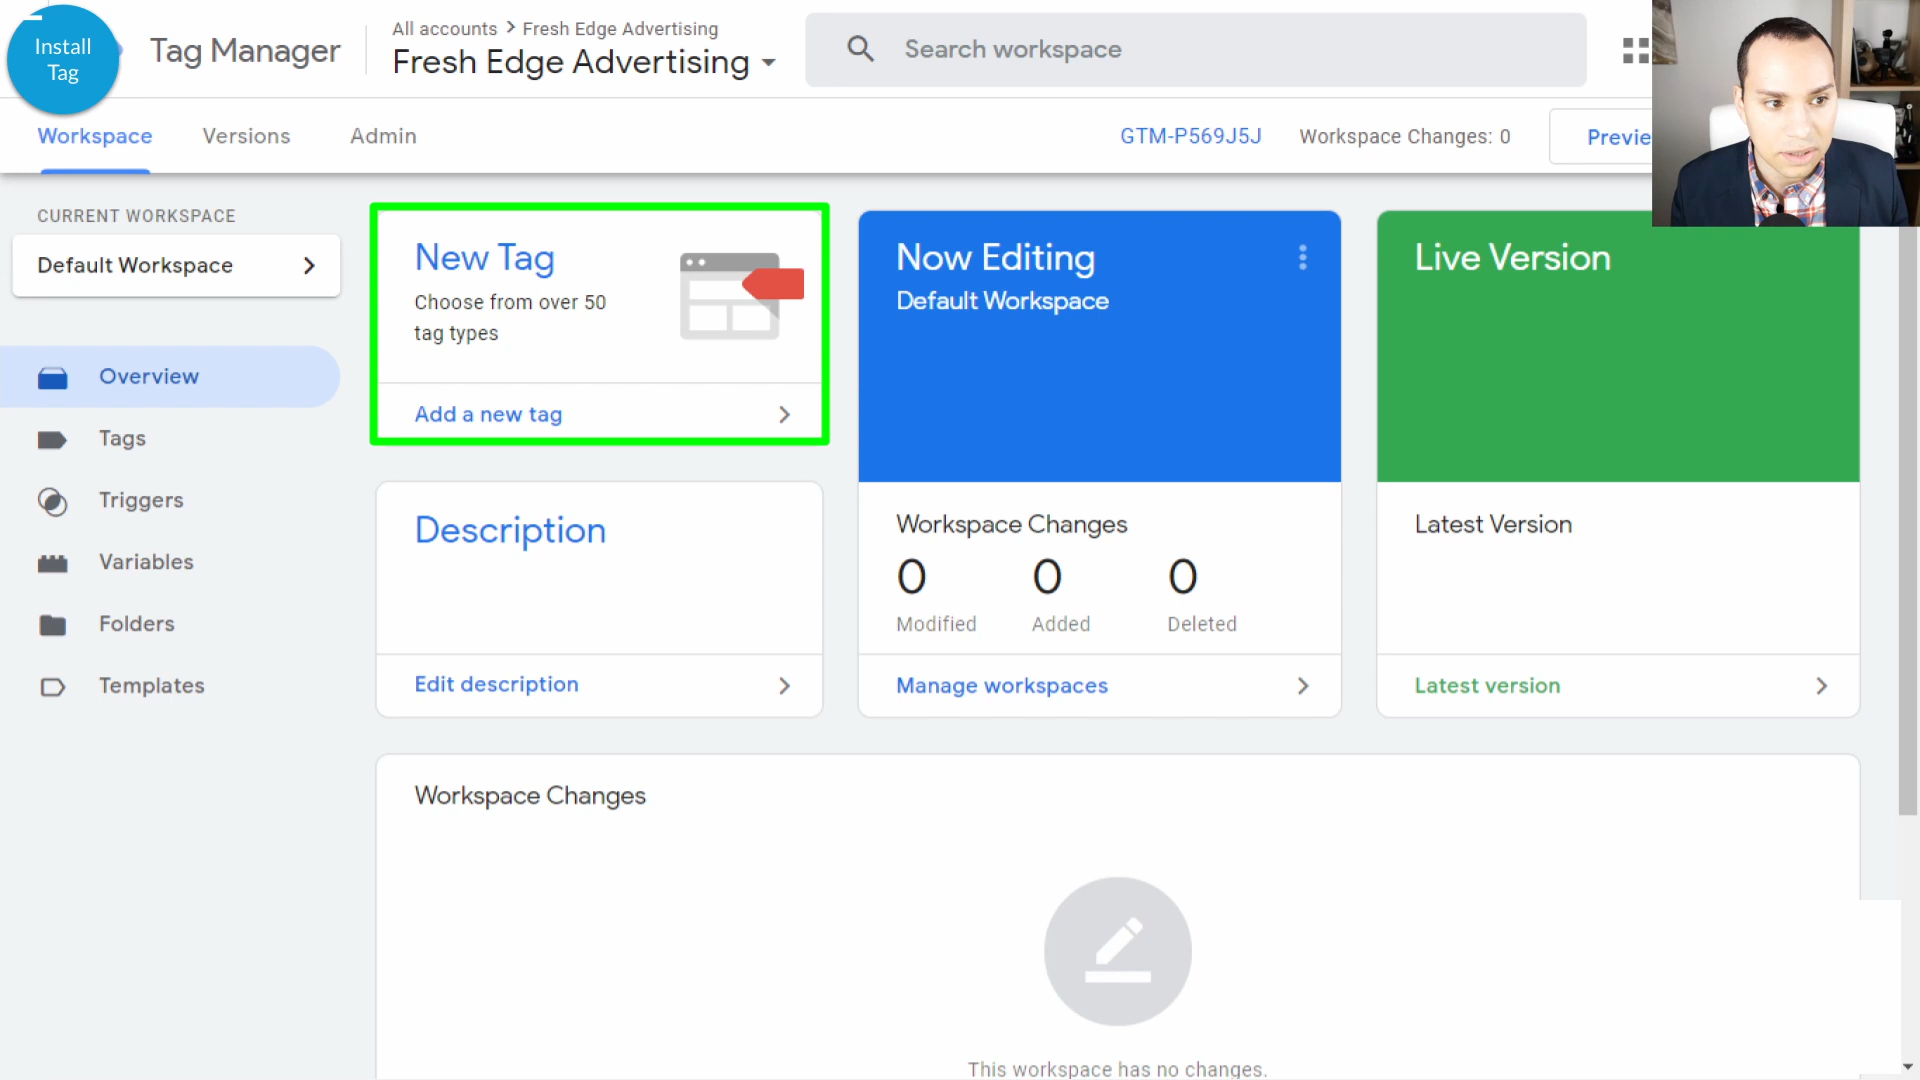 Install
Tag
Tag Manager
All accounts > Fresh Edge Advertising
Fresh Edge Advertising
Search workspace
Workspace
Versions
Admin
GTM-P569J5J
Workspace Changes: 0
Previe
CURRENT WORKSPACE
Default Workspace
Overview
Tags
Triggers
Variables
Folders
Templates
New Tag
Choose from over 50
tag types
Add a new tag
Description
Edit description
Now Editing
Default Workspace
Workspace Changes
0 0 0
Modified Added Deleted
Manage workspaces
Live Version
Latest Version
Latest version
Workspace Changes
This workspace has no changes.